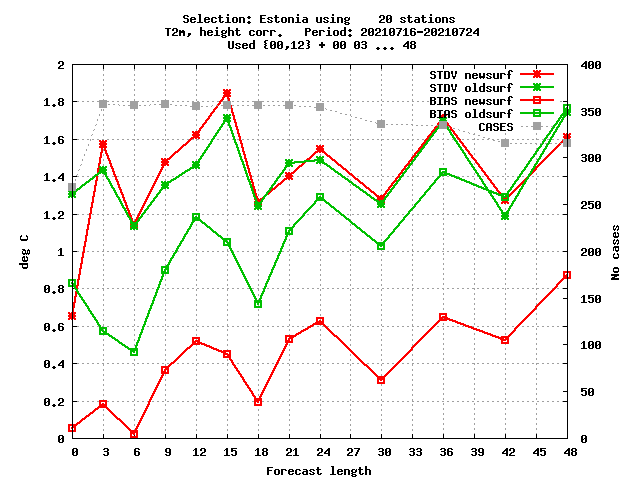 Selection: Estonia using    20 stations
T2m, height corr.   Period: 20210716-20210724
Used {00,12} + 00 03 ... 48
STDV newsurf
STDV oldsurf
BIAS newsurf
BIAS oldsurf
CASES
2
1.8
1.6
1.4
1.2
1
0.8
0.6
0.4
0.2
0
deg C
400
350
300
250
200
150
100
50
0
No cases
0 3 6 9 12 15 18 21 24 27 30 33 36 39 42 45 48
Forecast length